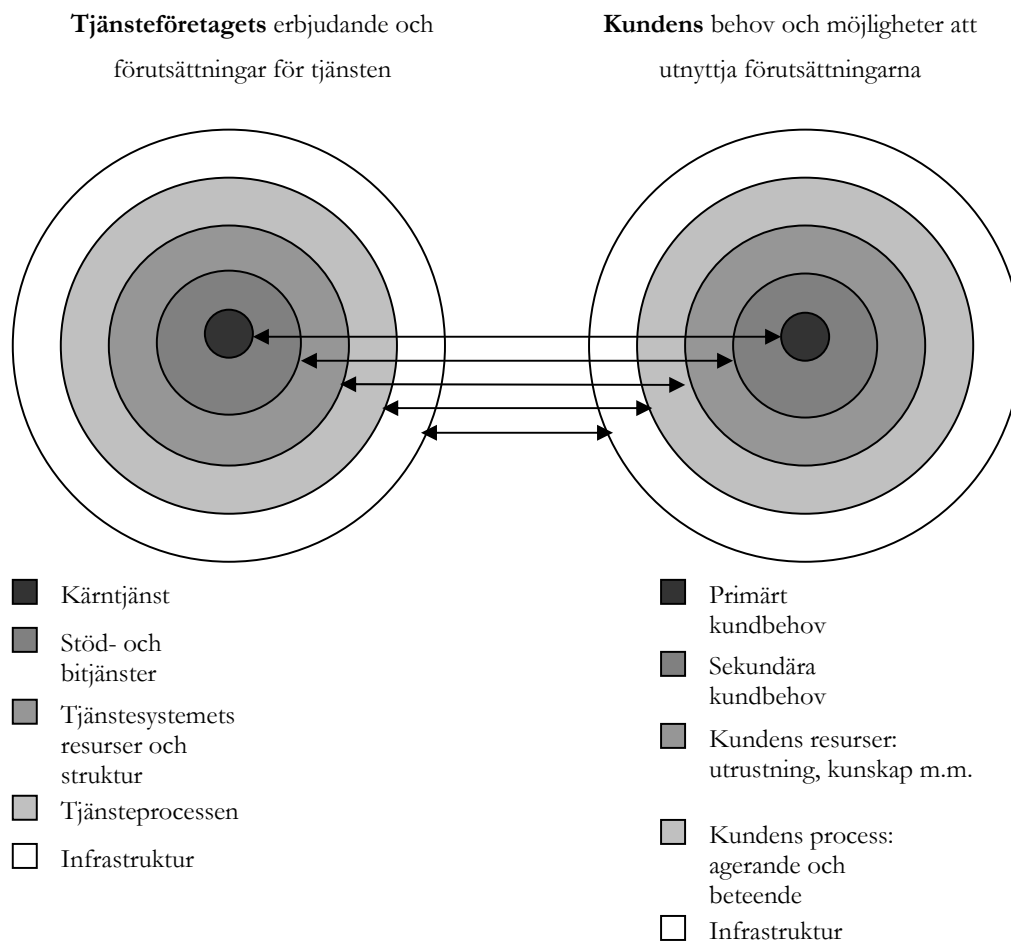 Tjänsteföretagets erbjudande och
förutsättningar för tjänsten
Kundens behov och möjligheter att
utnyttja förutsättningarna
Kärntjänst
Stöd- och
bitjänster
Tjänstesystemets
resurser och
struktur
Tjänsteprocessen
Infrastruktur
Primärt
kundbehov
Sekundära
kundbehov
Kundens resurser:
utrustning, kunskap m.m.
Kundens process:
agerande och
beteende
Infrastruktur